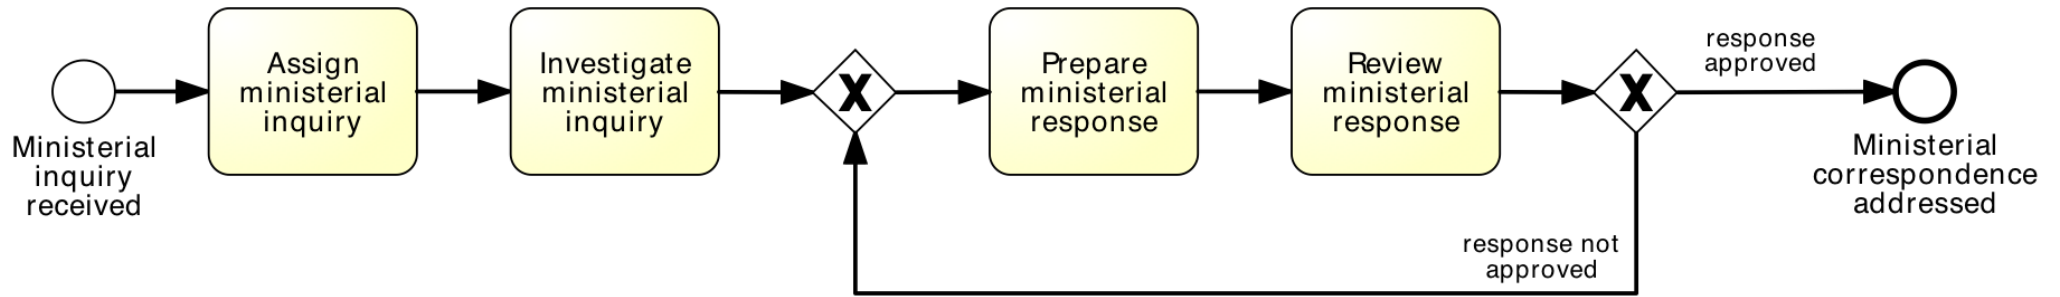 Ministerial
inquiry
received
Assign
ministerial
inquiry
Investigate
ministerial
inquiry
X
Prepare
ministerial
response
Review
ministerial
response
X
response
approved
response not
approved
Ministerial
correspondence
addressed